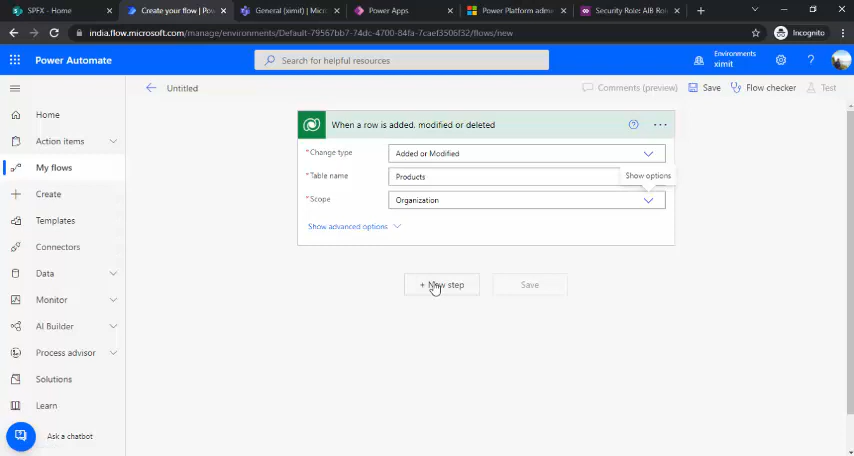 SPFX - Home
Create your flow | Pow
General (ximit) | Micros
Power Apps
Power Platform adm
Security Role: AIB Role
india.flow.microsoft.com/manage/environments/Default-79567bb7-74dc-4700-84fa-7caef3506f32/flows/new
Incognito
Power Automate
Search for helpful resources
Environments
ximit
Untitled
Comments (preview)
Save
Flow checker
Test
Home
Action items
My flows
Create
Templates
Connectors
Data
Monitor
AI Builder
Process advisor
Solutions
Learn
Ask a chatbot
When a row is added, modified or deleted
*Change type
Added or Modified
*Table name
Products
Show options
*Scope
Organization
Show advanced options
+ New step
Save